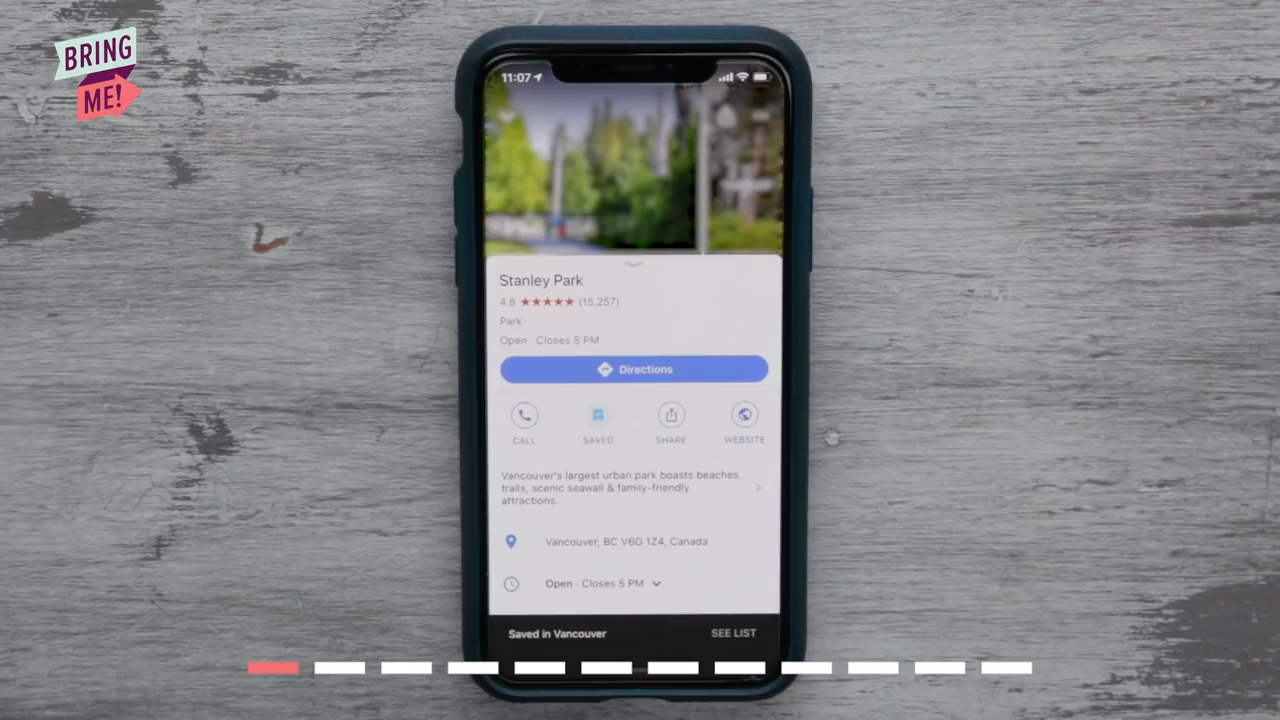 BRING
ME!
11:07
Stanley Park
4.8 ★★★★★ (15,257)
Park
Open · Closes 5 PM
Directions
CALL SAVED SHARE WEBSITE
Vancouver's largest urban park boasts beaches,
trails, scenic seawall & family-friendly
attractions.
Vancouver, BC V6G 1Z4, Canada
Open · Closes 5 PM
Saved in Vancouver SEE LIST